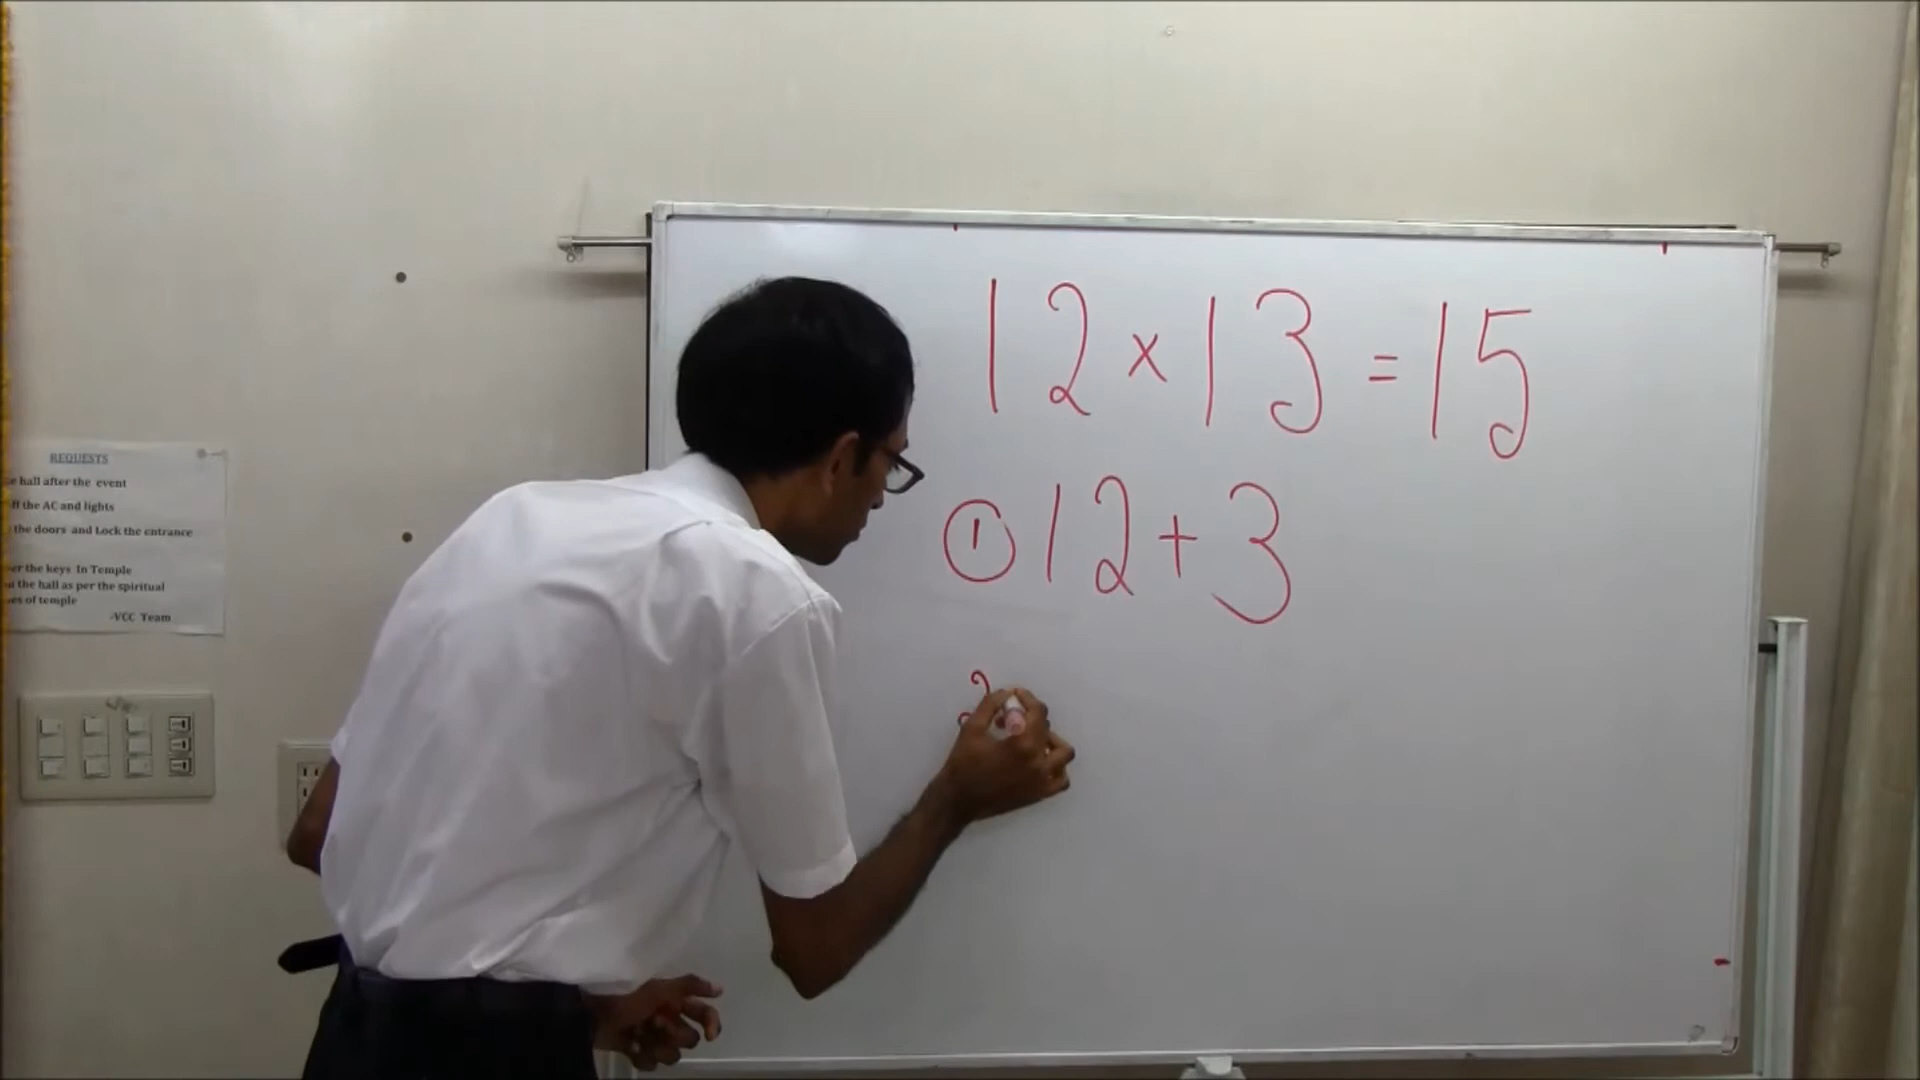 REQUESTS
e hall after the event
ff the AC and lights
the doors and Lock the entrance
er the keys In Temple
the hall as per the spiritual
es of temple
-VCC Team
12 × 13 = 15
① 12 + 3
2